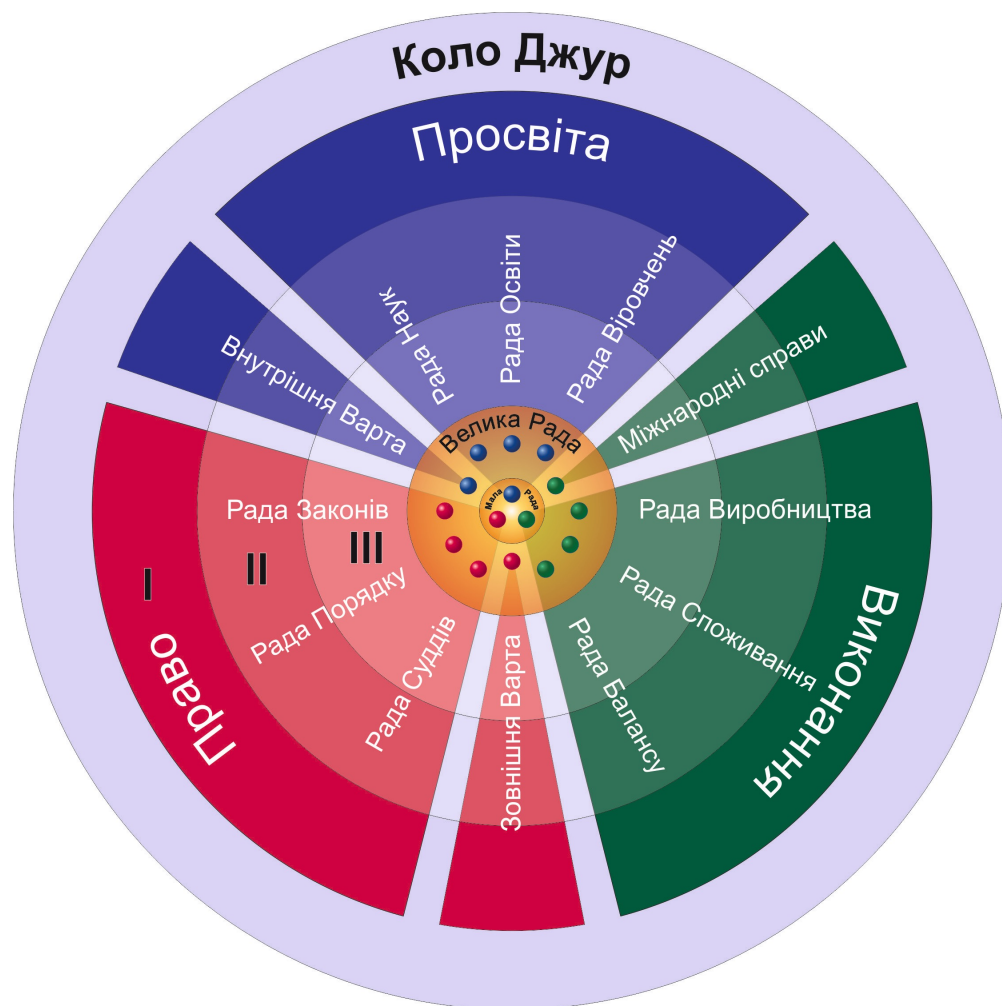 Коло Джур
Просвіта
Рада Наук
Рада Освіти
Рада Віровчень
Внутрішня Варта
Міжнародні справи
Велика Рада
Мала Рада
Рада Законів
Рада Виробництва
I
II
III
Рада Порядку
Рада Споживання
Рада Суддів
Зовнішня Варта
Рада Балансу
Право
Виконання